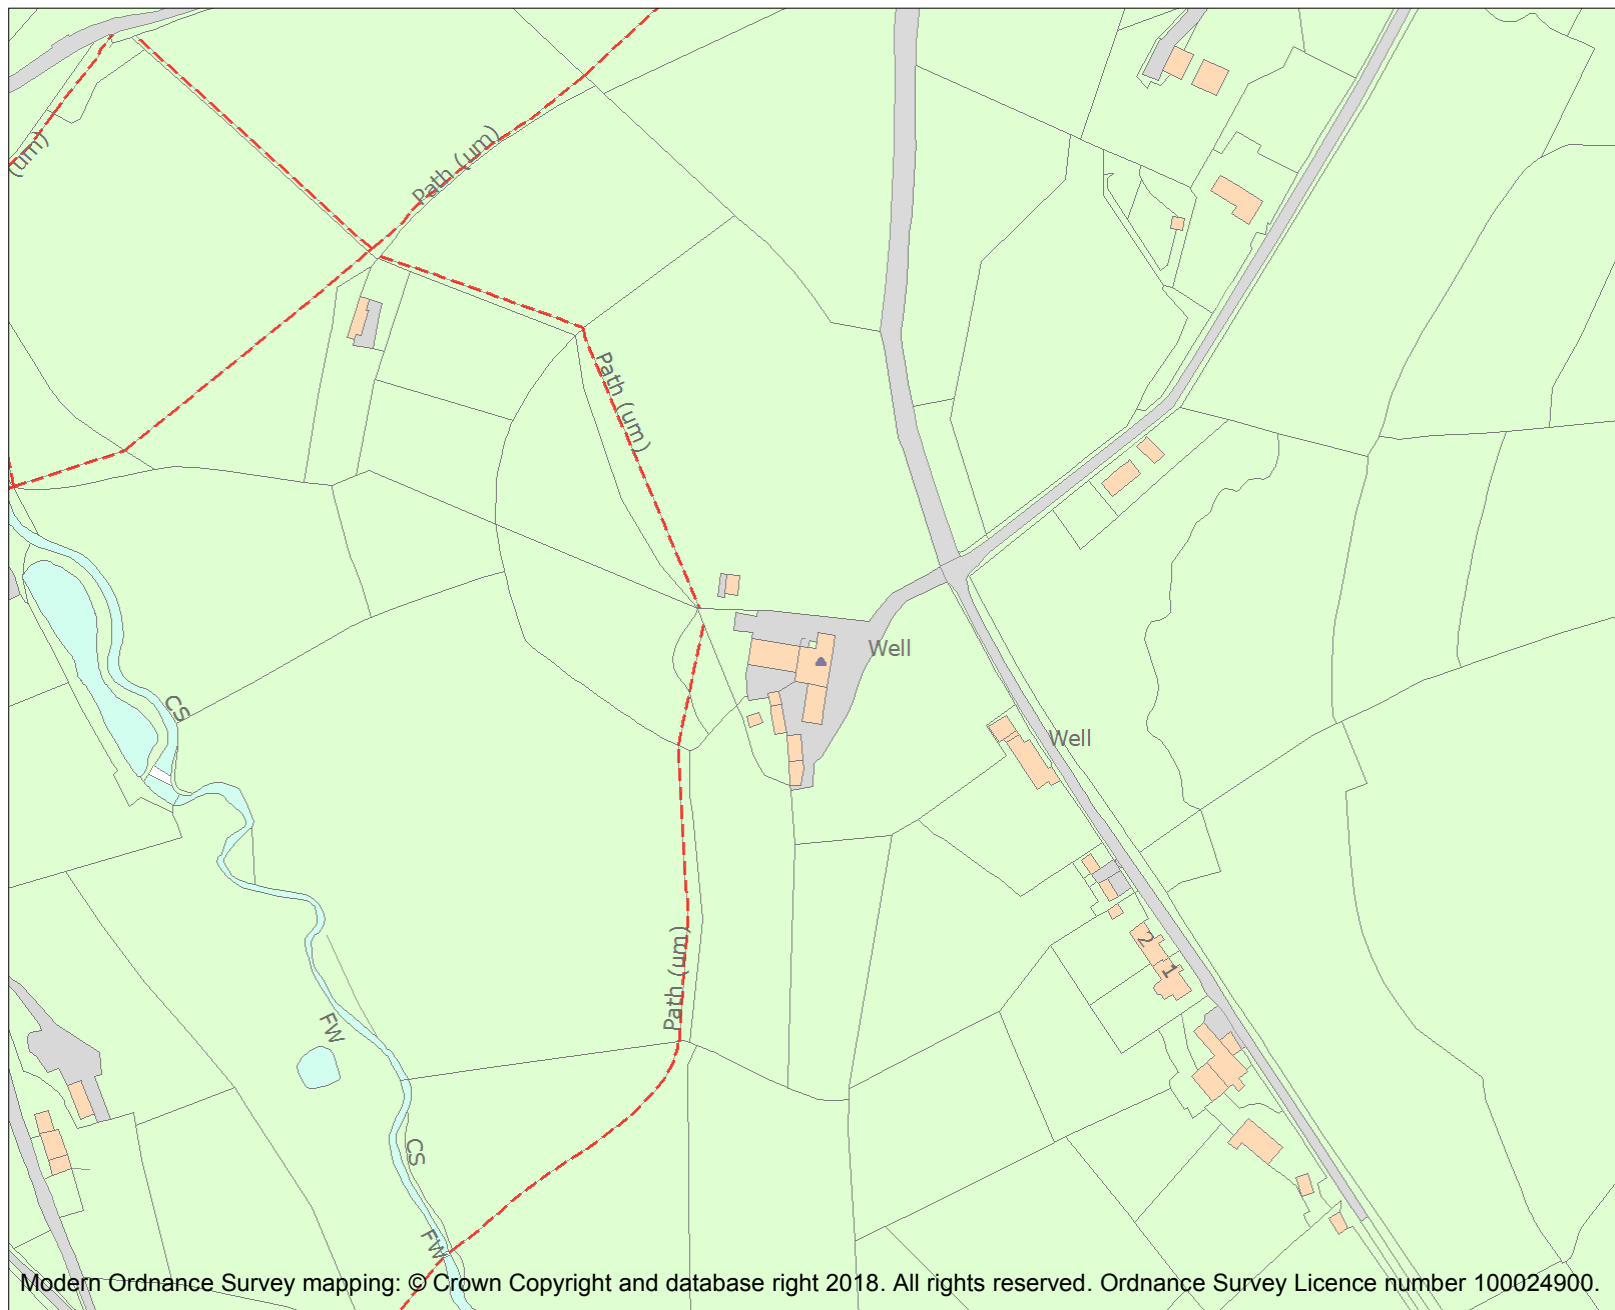 (um)
Path (um)
Path (um)
Well
CS
Well
Path (um)
2
1
FW
CS
FW
Modern Ordnance Survey mapping: © Crown Copyright and database right 2018. All rights reserved. Ordnance Survey Licence number 100024900.